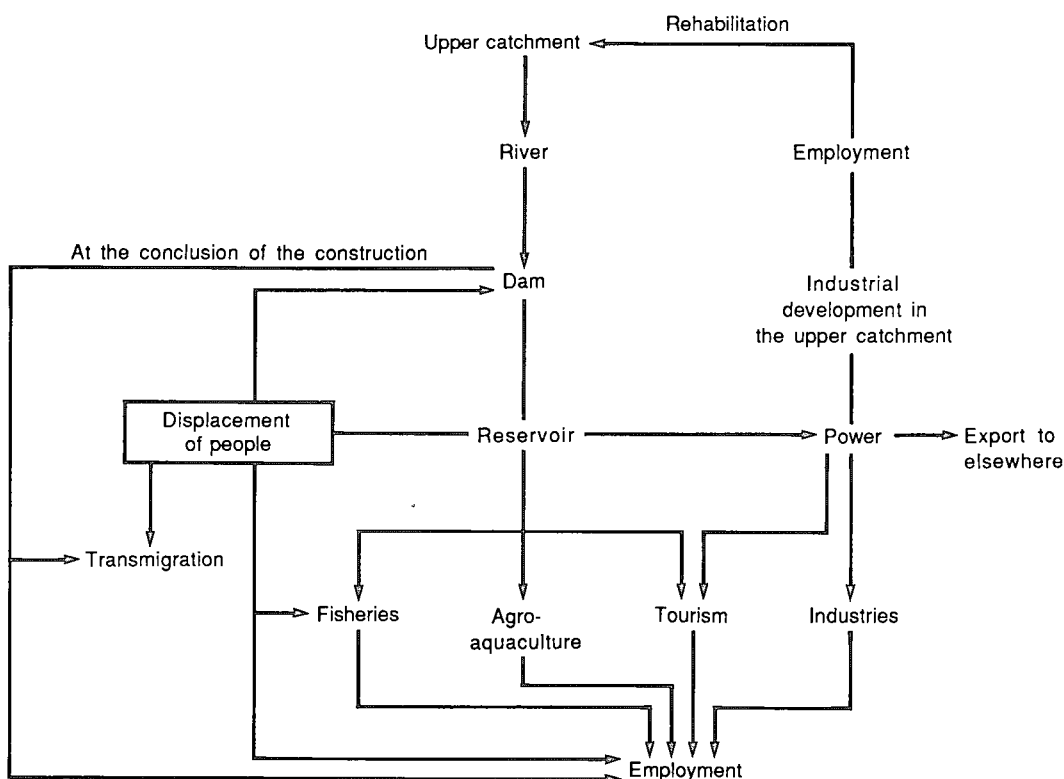 Rehabilitation
Upper catchment
River
Employment
At the conclusion of the construction
Dam
Industrial
development in
the upper catchment
Displacement
of people
Reservoir
Power
Export to
elsewhere
Transmigration
Fisheries
Agro-
aquaculture
Tourism
Industries
Employment